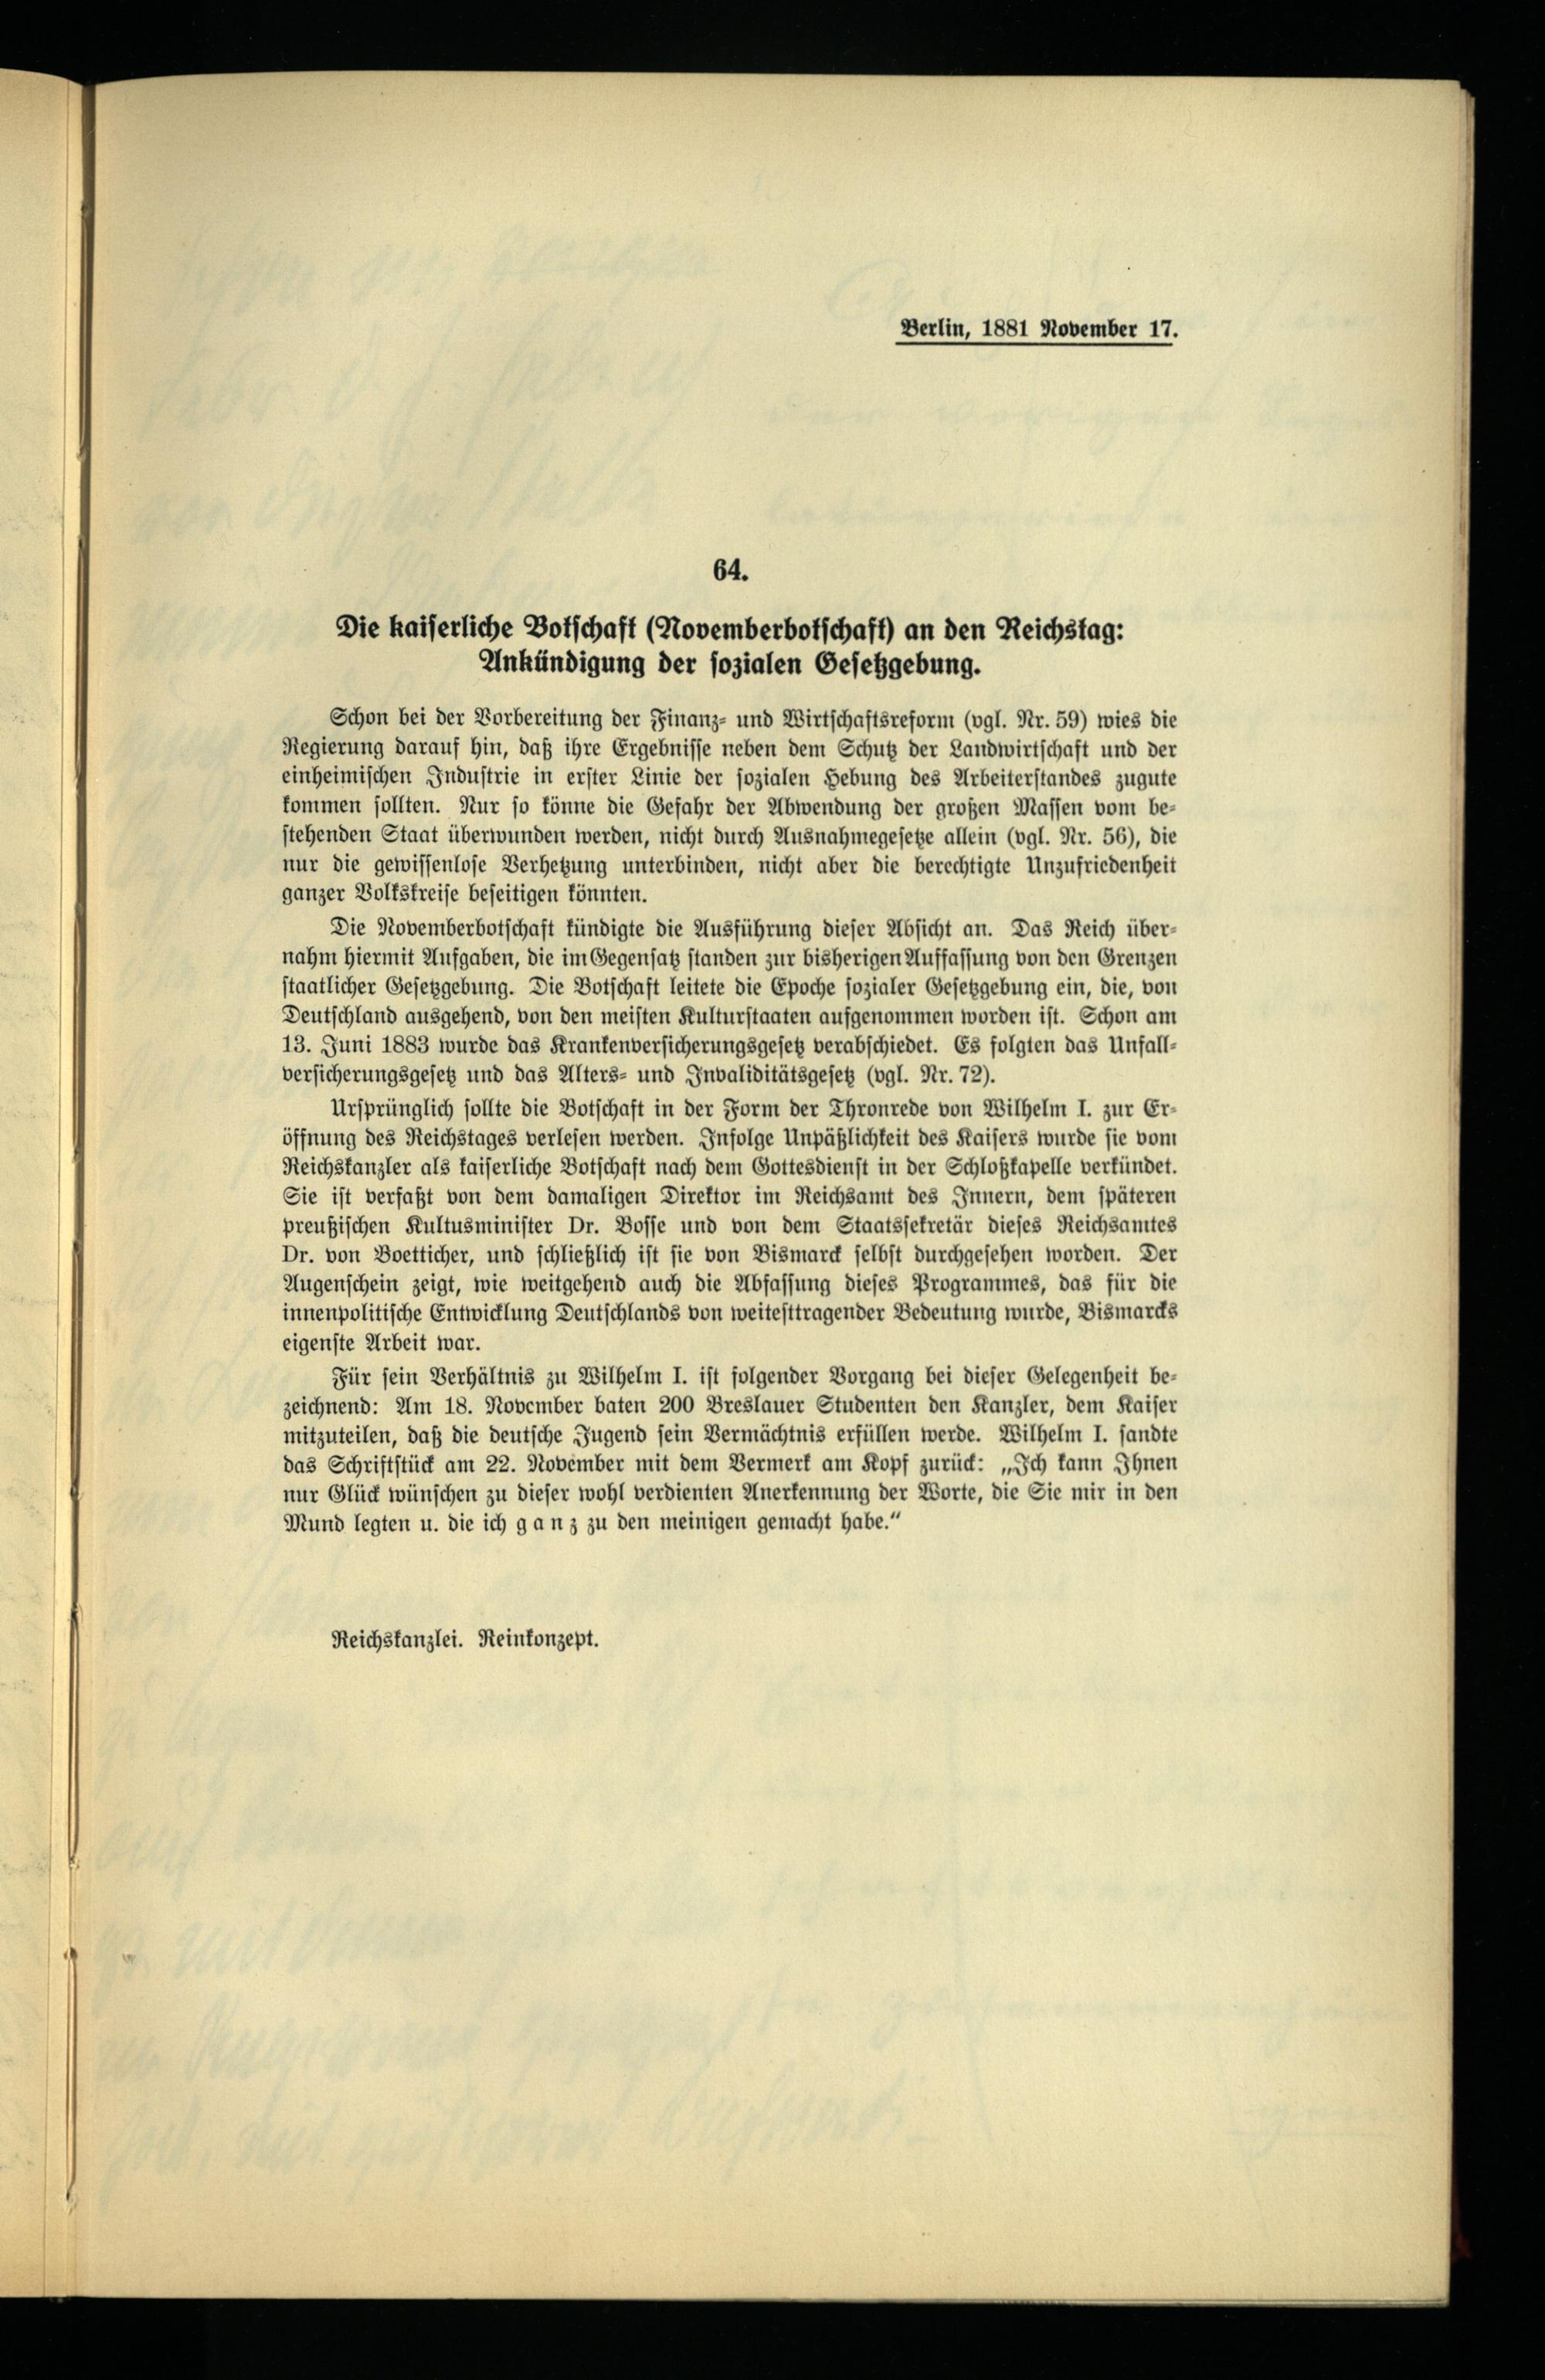 Berlin, 1881 November 17.
64.
Die kaiserliche Botschaft (Novemberbotschaft) an den Reichstag:
Ankündigung der sozialen Gesetzgebung.
Schon bei der Vorbereitung der Finanz- und Wirtschaftsreform (vgl. Nr. 59) wies die
Regierung darauf hin, daß ihre Ergebnisse neben dem Schutz der Landwirtschaft und der
einheimischen Industrie in erster Linie der sozialen Hebung des Arbeiterstandes zugute
kommen sollten. Nur so könne die Gefahr der Abwendung der großen Massen vom be-
stehenden Staat überwunden werden, nicht durch Ausnahmegesetze allein (vgl. Nr. 56), die
nur die gewissenlose Verhetzung unterbinden, nicht aber die berechtigte Unzufriedenheit
ganzer Volkskreise beseitigen könnten.
Die Novemberbotschaft kündigte die Ausführung dieser Absicht an. Das Reich über-
nahm hiermit Aufgaben, die im Gegensatz standen zur bisherigen Auffassung von den Grenzen
staatlicher Gesetzgebung. Die Botschaft leitete die Epoche sozialer Gesetzgebung ein, die, von
Deutschland ausgehend, von den meisten Kulturstaaten aufgenommen worden ist. Schon am
13. Juni 1883 wurde das Krankenversicherungsgesetz verabschiedet. Es folgten das Unfall-
versicherungsgesetz und das Alters- und Invaliditätsgesetz (vgl. Nr. 72).
Ursprünglich sollte die Botschaft in der Form der Thronrede von Wilhelm I. zur Er-
öffnung des Reichstages verlesen werden. Infolge Unpäßlichkeit des Kaisers wurde sie vom
Reichskanzler als kaiserliche Botschaft nach dem Gottesdienst in der Schloßkapelle verkündet.
Sie ist verfaßt von dem damaligen Direktor im Reichsamt des Innern, dem späteren
preußischen Kultusminister Dr. Bosse und von dem Staatssekretär dieses Reichsamtes
Dr. von Boetticher, und schließlich ist sie von Bismarck selbst durchgesehen worden. Der
Augenschein zeigt, wie weitgehend auch die Abfassung dieses Programmes, das für die
innenpolitische Entwicklung Deutschlands von weitesttragender Bedeutung wurde, Bismarcks
eigenste Arbeit war.
Für sein Verhältnis zu Wilhelm I. ist folgender Vorgang bei dieser Gelegenheit be-
zeichnend: Am 18. November baten 200 Breslauer Studenten den Kanzler, dem Kaiser
mitzuteilen, daß die deutsche Jugend sein Vermächtnis erfüllen werde. Wilhelm I. sandte
das Schriftstück am 22. November mit dem Vermerk am Kopf zurück: „Ich kann Ihnen
nur Glück wünschen zu dieser wohl verdienten Anerkennung der Worte, die Sie mir in den
Mund legten u. die ich g a n z zu den meinigen gemacht habe.“
Reichskanzlei. Reinkonzept.